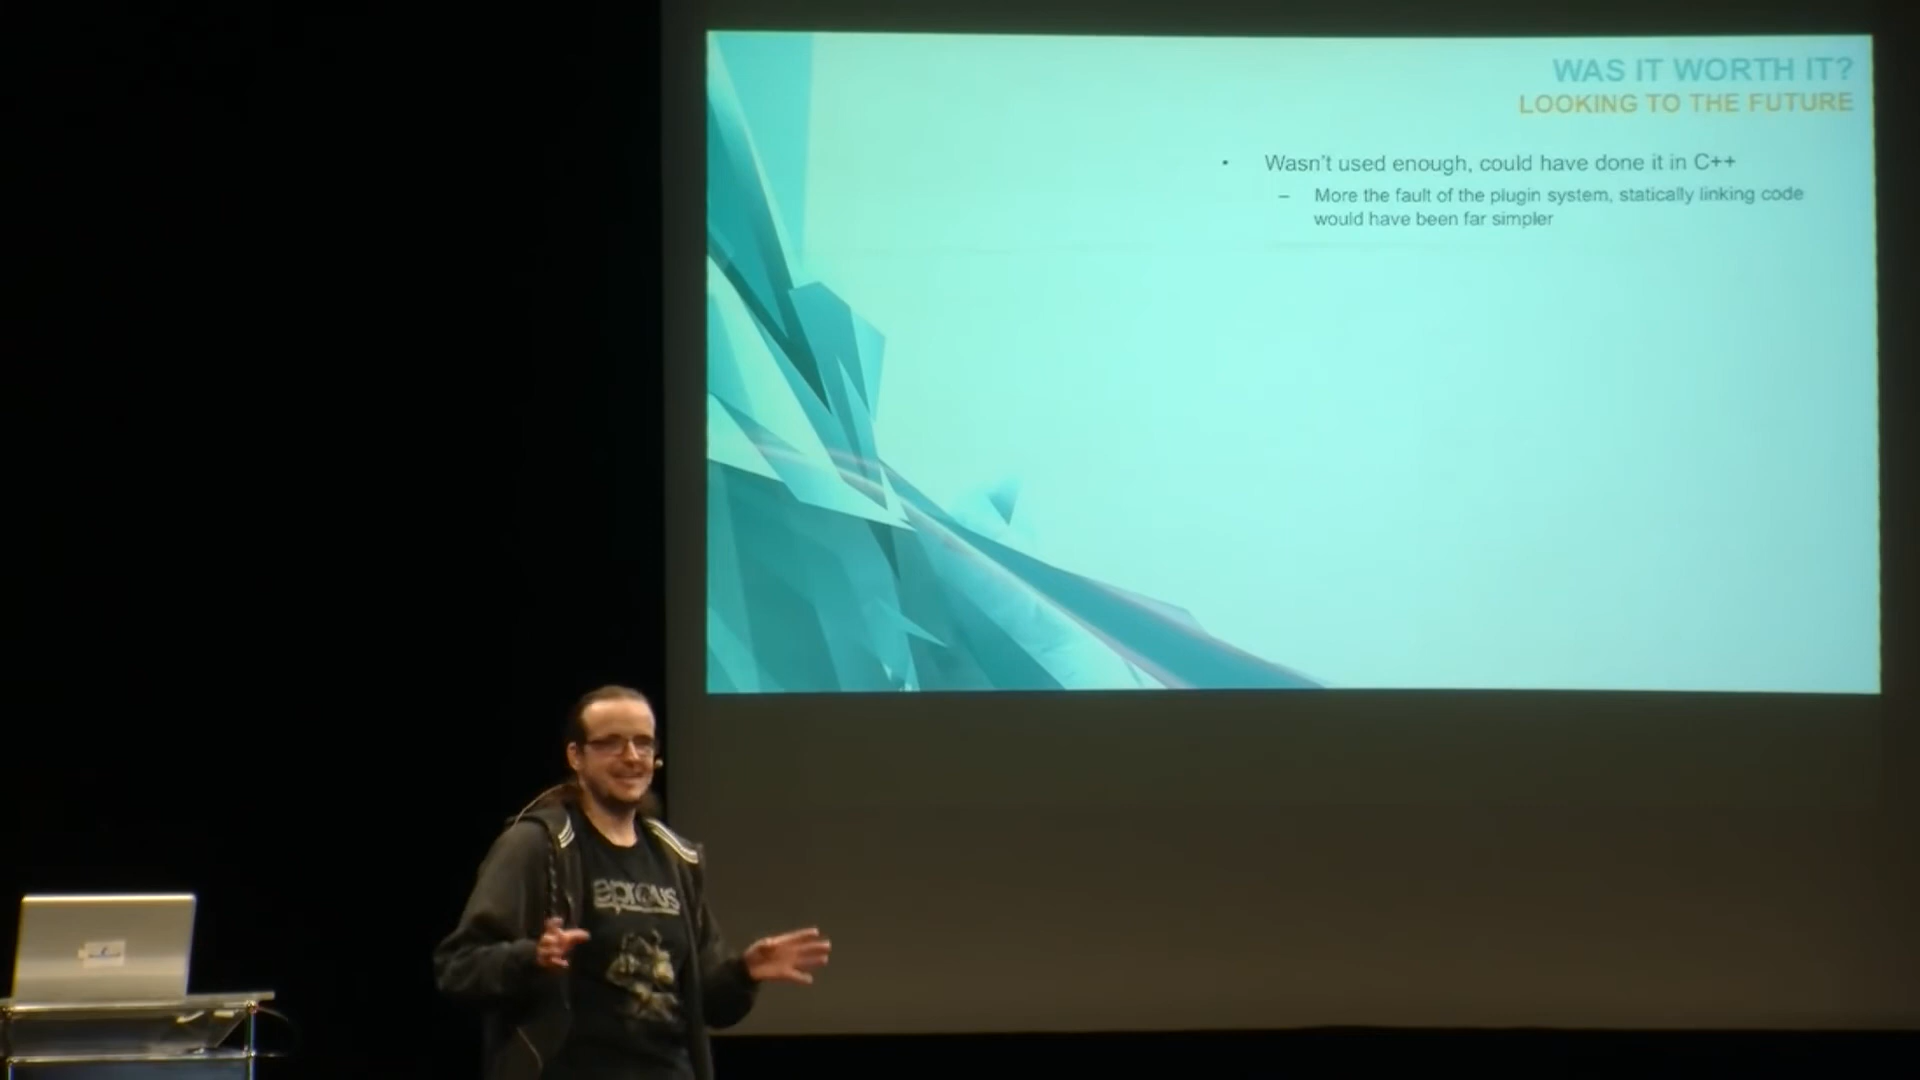 WAS IT WORTH IT?
LOOKING TO THE FUTURE
• Wasn't used enough, could have done it in C++
– More the fault of the plugin system, statically linking code
would have been far simpler